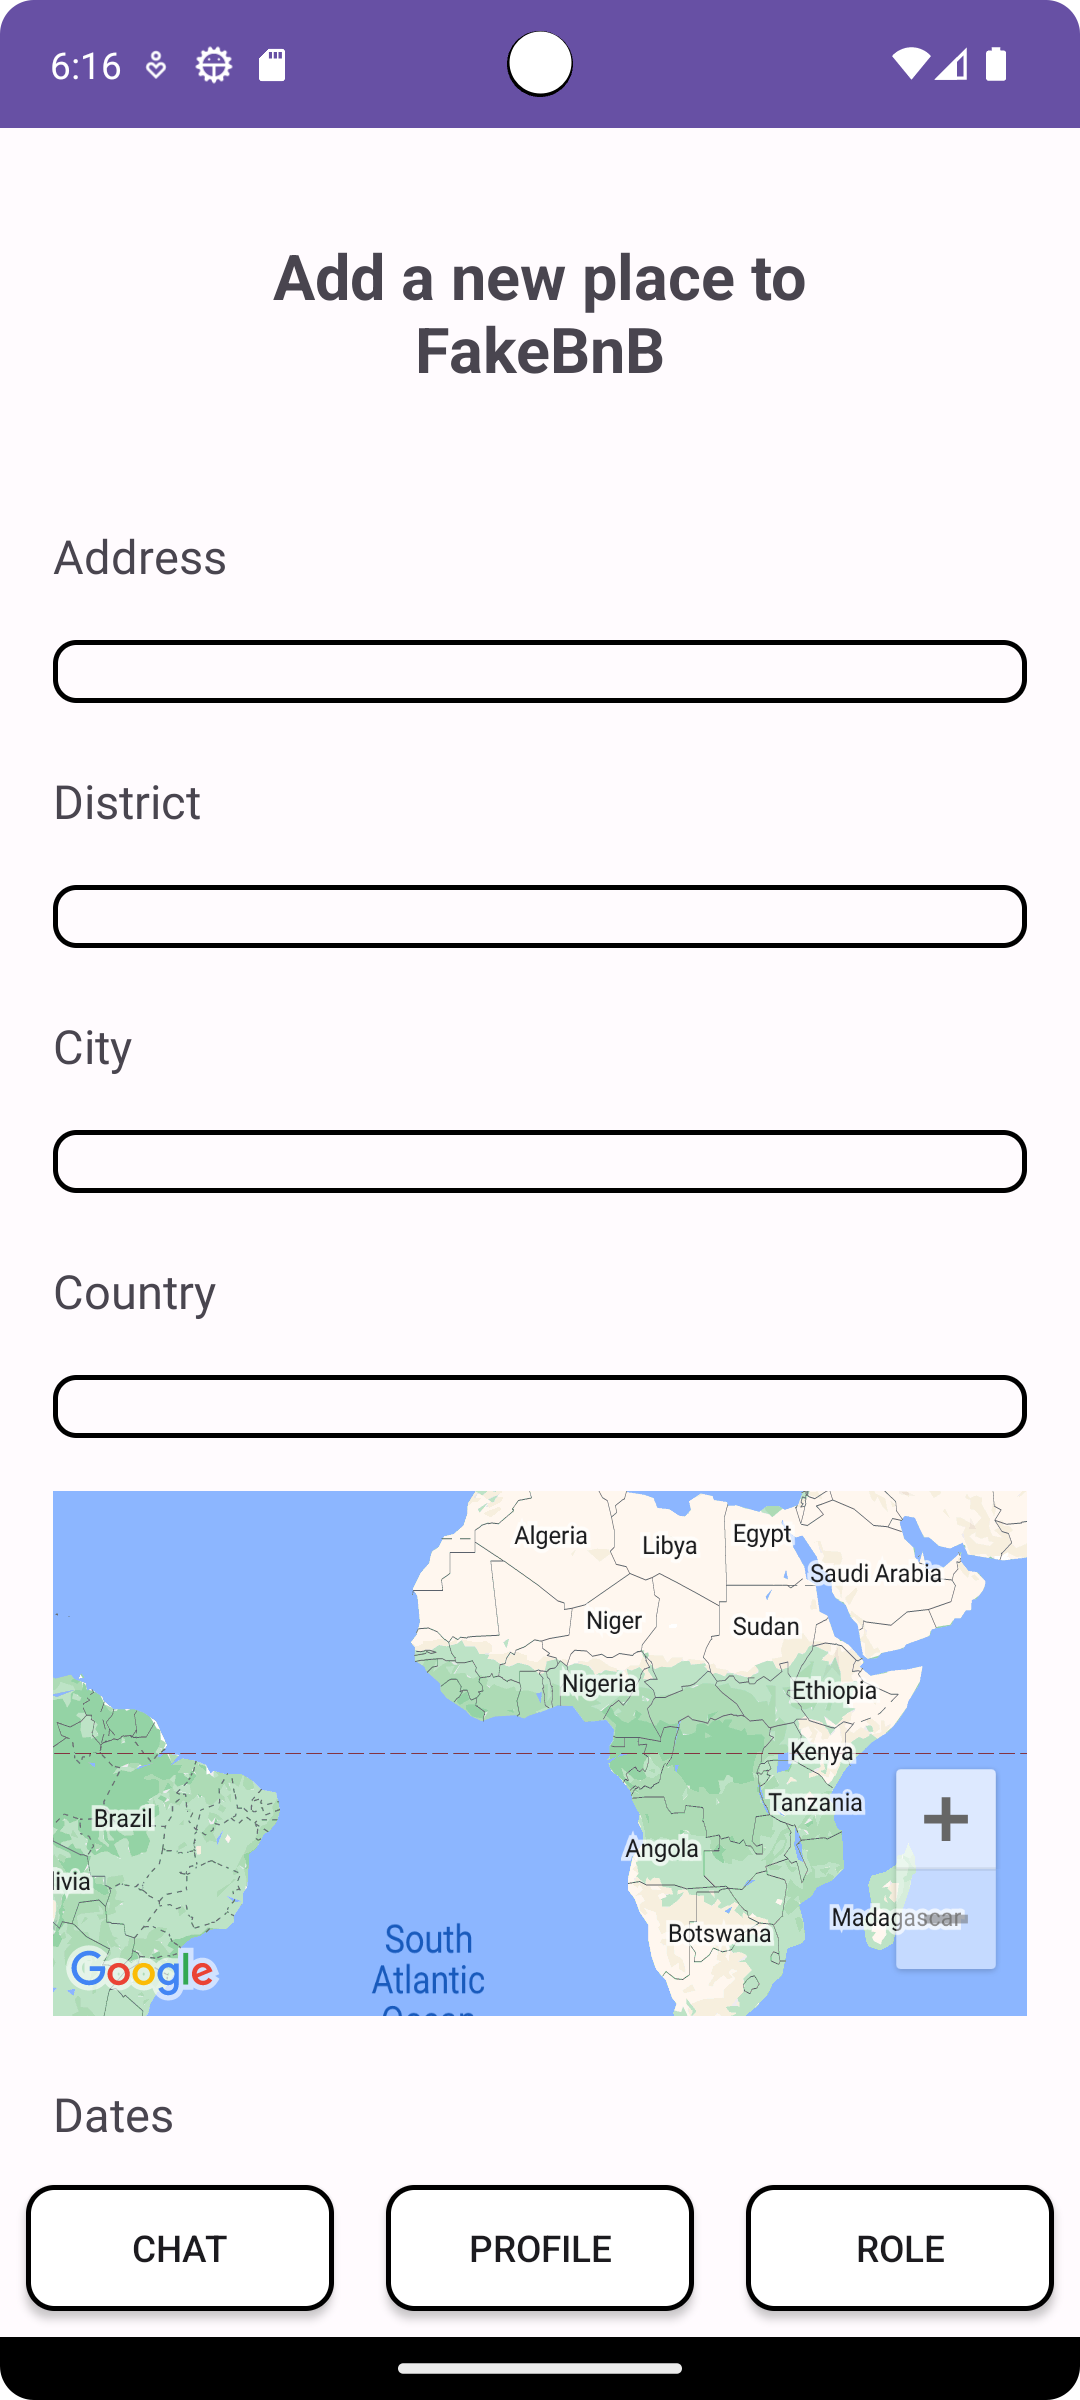 6:16
Add a new place to
FakeBnB
Address
District
City
Country
Algeria
Libya
Egypt
Saudi Arabia
Niger
Sudan
Nigeria
Ethiopia
Kenya
Tanzania
Brazil
Angola
livia
Madagascar
Botswana
South
Atlantic
Ocean
Google
Dates
CHAT
PROFILE
ROLE